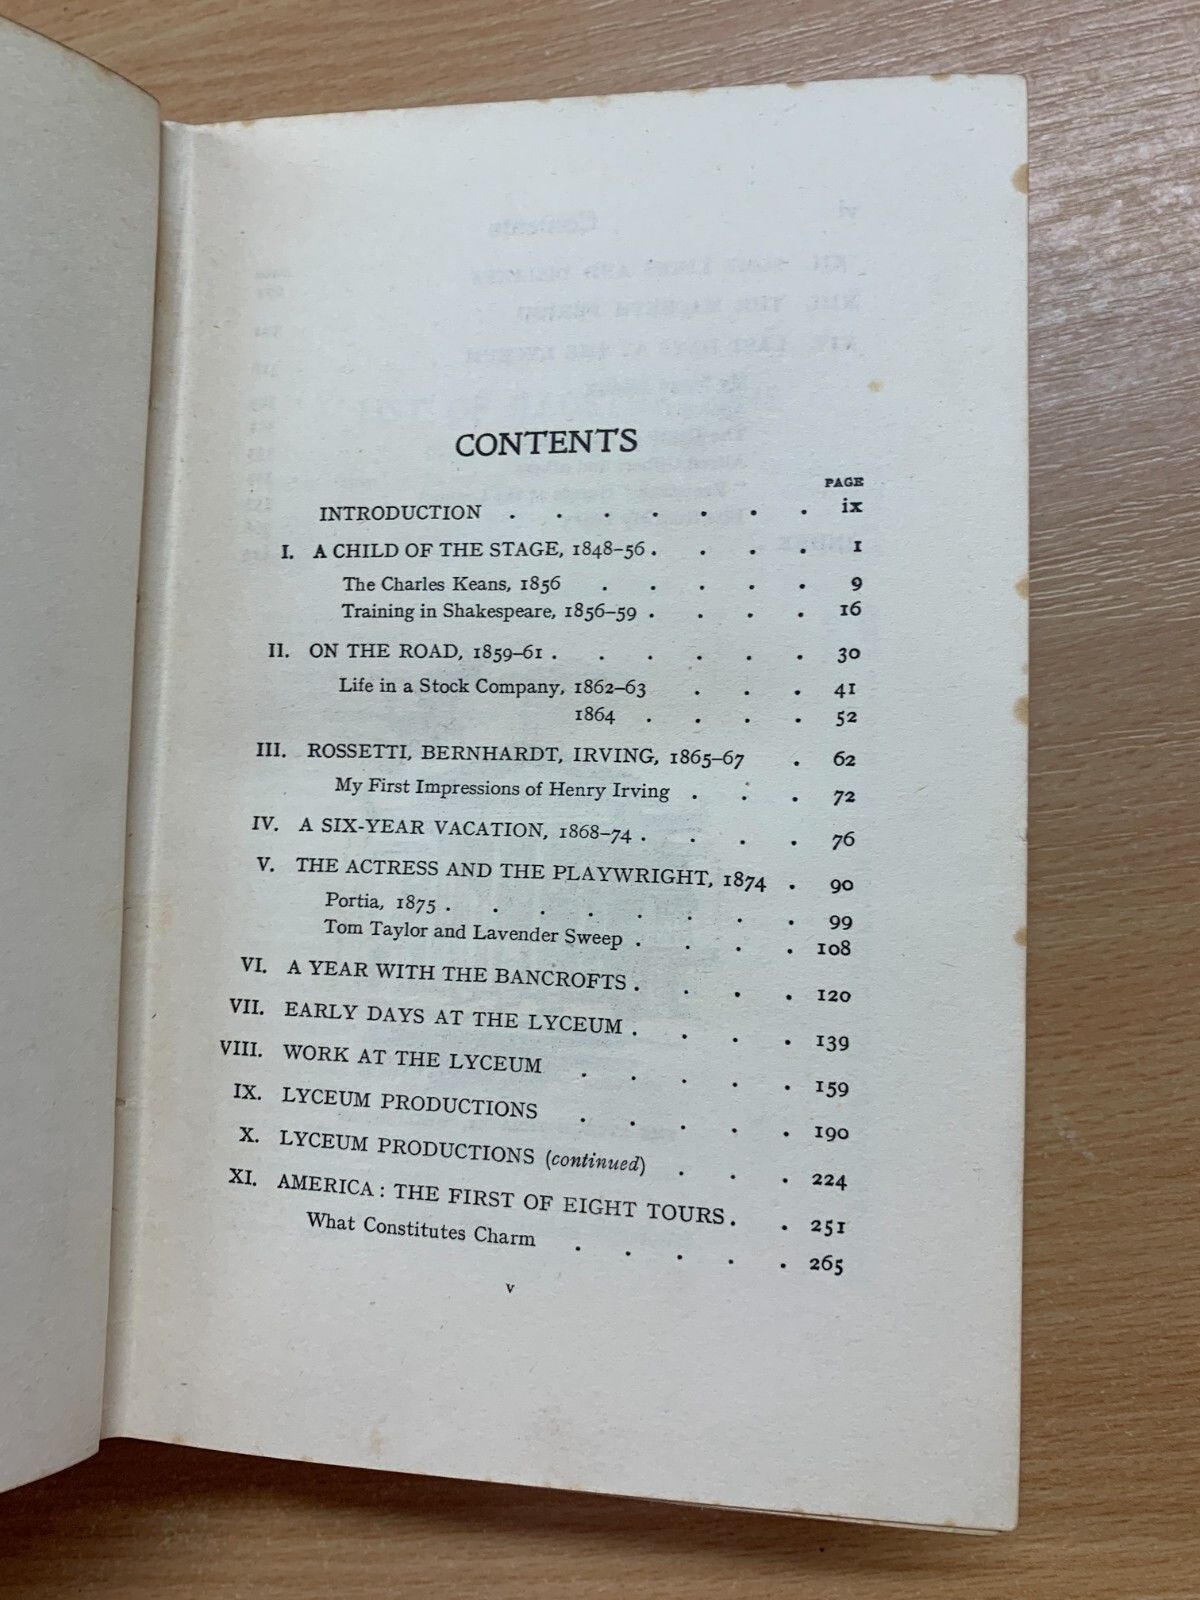 CONTENTS
PAGE
INTRODUCTION . . . . . . . ix
I. A CHILD OF THE STAGE, 1848–56 . . . . 1
The Charles Keans, 1856 . . . . . 9
Training in Shakespeare, 1856–59 . . . . 16
II. ON THE ROAD, 1859–61 . . . . . . 30
Life in a Stock Company, 1862–63 . . . 41
1864 . . . . 52
III. ROSSETTI, BERNHARDT, IRVING, 1865–67 . 62
My First Impressions of Henry Irving . . . 72
IV. A SIX-YEAR VACATION, 1868–74 . . . . 76
V. THE ACTRESS AND THE PLAYWRIGHT, 1874 . 90
Portia, 1875 . . . . . . . . 99
Tom Taylor and Lavender Sweep . . . . 108
VI. A YEAR WITH THE BANCROFTS . . . . 120
VII. EARLY DAYS AT THE LYCEUM . . . . 139
VIII. WORK AT THE LYCEUM . . . . . 159
IX. LYCEUM PRODUCTIONS . . . . . 190
X. LYCEUM PRODUCTIONS (continued) . . . 224
XI. AMERICA : THE FIRST OF EIGHT TOURS . . 251
What Constitutes Charm . . . . . 265
v